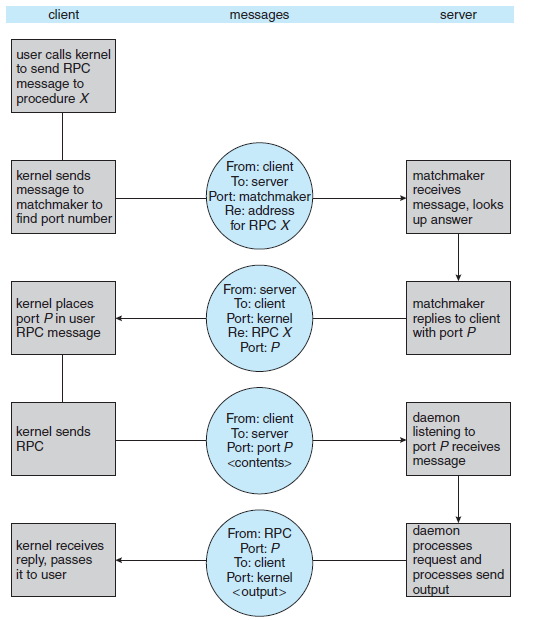 client
messages
server
user calls kernel
to send RPC
message to
procedure X
kernel sends
message to
matchmaker to
find port number
From: client
To: server
Port: matchmaker
Re: address
for RPC X
matchmaker
receives
message, looks
up answer
kernel places
port P in user
RPC message
From: server
To: client
Port: kernel
Re: RPC X
Port: P
matchmaker
replies to client
with port P
kernel sends
RPC
From: client
To: server
Port: port P
<contents>
daemon
listening to
port P receives
message
kernel receives
reply, passes
it to user
From: RPC
Port: P
To: client
Port: kernel
<output>
daemon
processes
request and
processes send
output